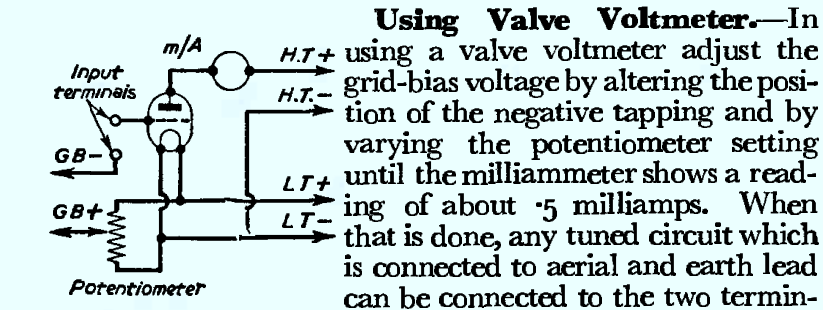 m/A
H.T+
Input
terminals
H.T.-
GB-
LT+
GB+
LT-
Potentiometer
Using Valve Voltmeter.—In
using a valve voltmeter adjust the
grid-bias voltage by altering the posi-
tion of the negative tapping and by
varying the potentiometer setting
until the milliammeter shows a read-
ing of about ·5 milliamps. When
that is done, any tuned circuit which
is connected to aerial and earth lead
can be connected to the two termin-